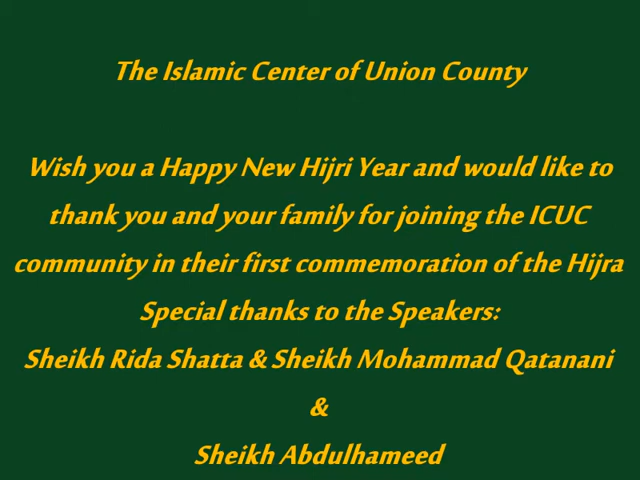 The Islamic Center of Union County
Wish you a Happy New Hijri Year and would like to
thank you and your family for joining the ICUC
community in their first commemoration of the Hijra
Special thanks to the Speakers:
Sheikh Rida Shatta & Sheikh Mohammad Qatanani
&
Sheikh Abdulhameed